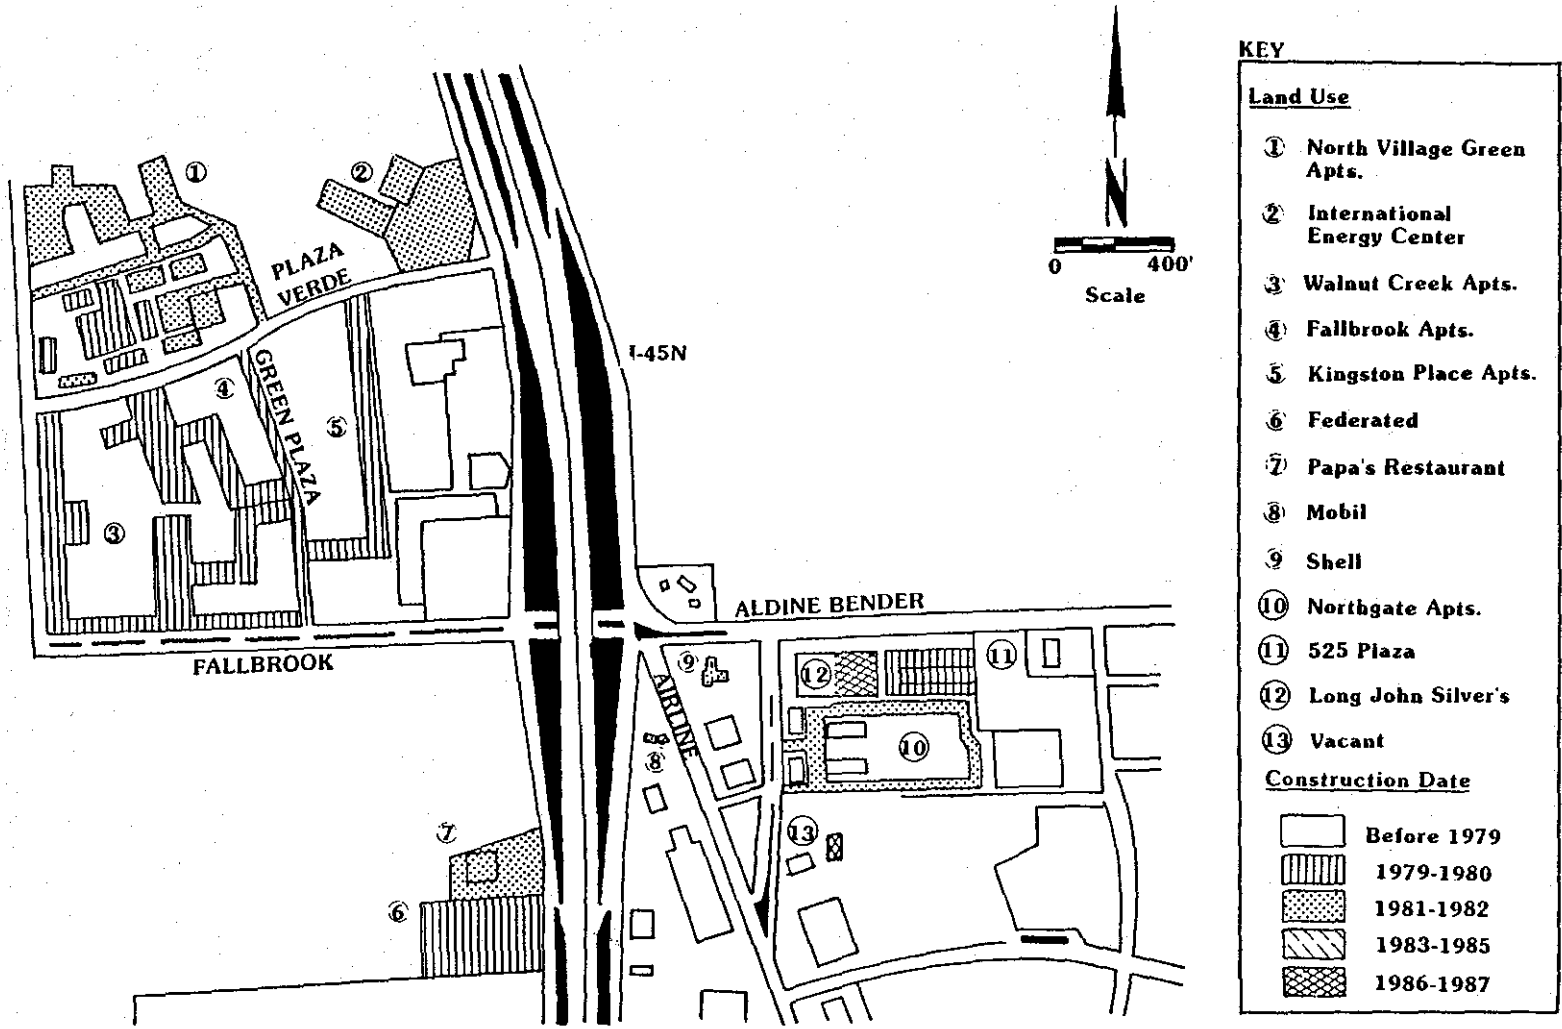 KEY
Land Use
1 North Village Green
Apts.
2 International
Energy Center
3 Walnut Creek Apts.
4 Fallbrook Apts.
5 Kingston Place Apts.
6 Federated
7 Papa's Restaurant
8 Mobil
9 Shell
10 Northgate Apts.
11 525 Plaza
12 Long John Silver's
13 Vacant
Construction Date
Before 1979
1979-1980
1981-1982
1983-1985
1986-1987
N
0 400'
Scale
1
2
PLAZA
VERDE
I-45N
GREEN PLAZA
4
5
3
ALDINE BENDER
FALLBROOK
9
AIRLINE
12
11
10
8
13
7
6